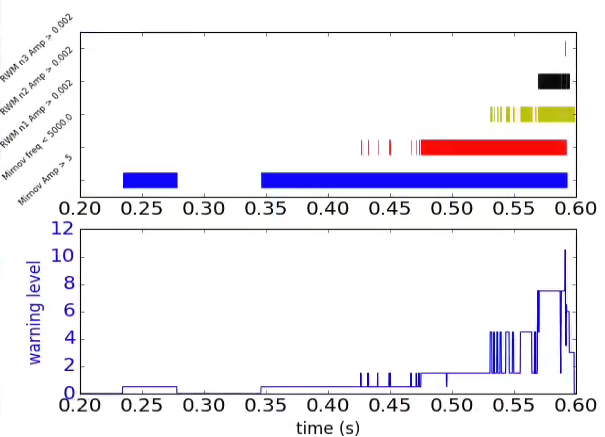 RWM n3 Amp > 0.002
RWM n2 Amp > 0.002
RWM n1 Amp > 0.002
Mirnov freq < 5000.0
Mirnov Amp > 5
0.20 0.25 0.30 0.35 0.40 0.45 0.50 0.55 0.60
12
10
8
6
4
2
0
warning level
0.20 0.25 0.30 0.35 0.40 0.45 0.50 0.55 0.60
time (s)